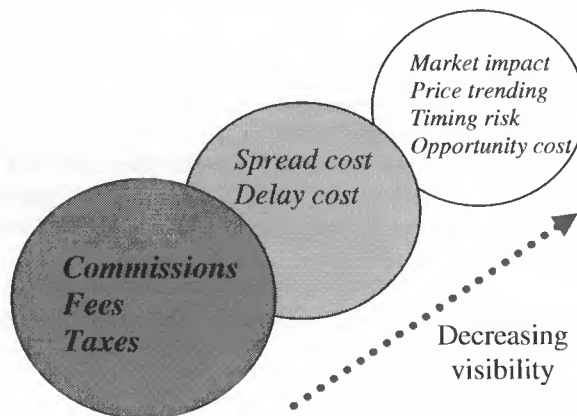 Market impact
Price trending
Timing risk
Opportunity cost
Spread cost
Delay cost
Commissions
Fees
Taxes
Decreasing
visibility